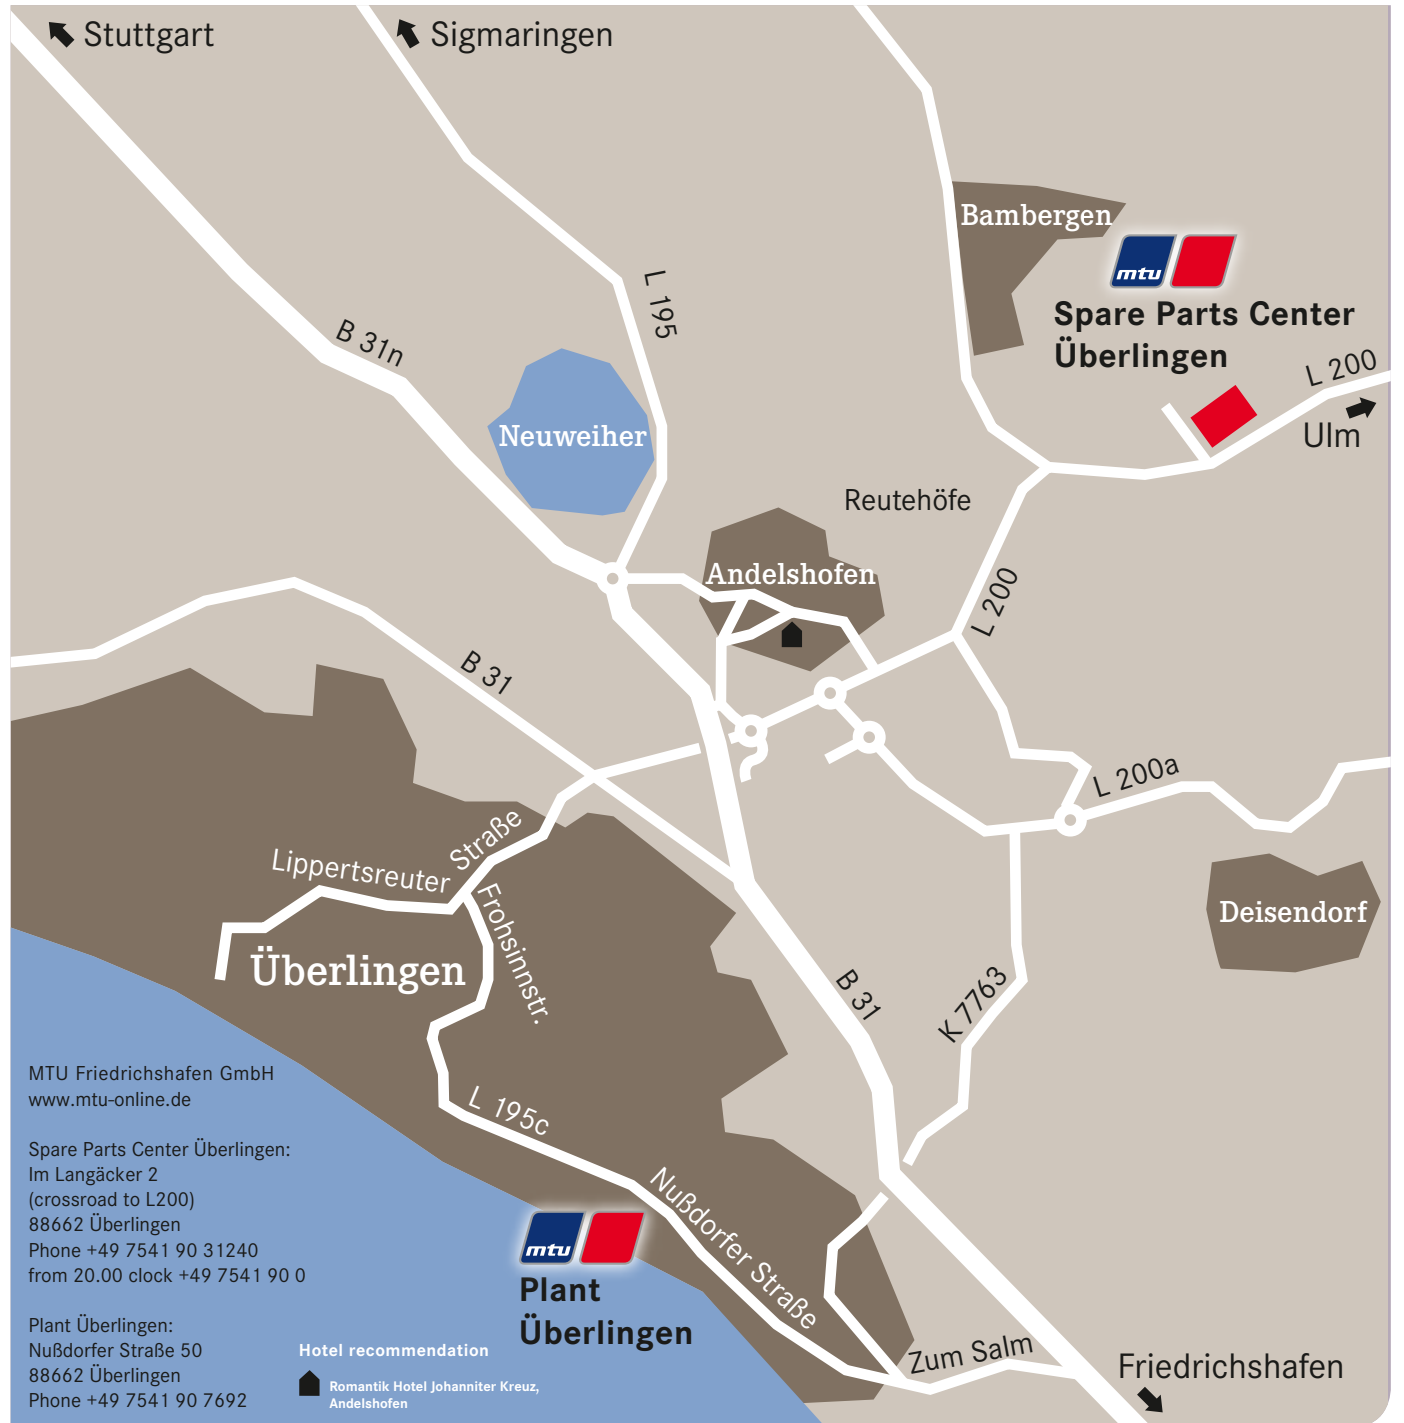 Stuttgart
Sigmaringen
Bambergen
mtu
Spare Parts Center
Überlingen
L 195
B 31n
L 200
Ulm
Neuweiher
Reutehöfe
Andelshofen
L 200
B 31
L 200a
Straße
Lippertsreuter
Frohsinnstr.
Deisendorf
Überlingen
B 31
K 7763
MTU Friedrichshafen GmbH
www.mtu-online.de
L 195c
Spare Parts Center Überlingen:
Im Langäcker 2
(crossroad to L200)
88662 Überlingen
Phone +49 7541 90 31240
from 20.00 clock +49 7541 90 0
Nußdorfer Straße
mtu
Plant
Überlingen
Plant Überlingen:
Nußdorfer Straße 50
88662 Überlingen
Phone +49 7541 90 7692
Hotel recommendation
Romantik Hotel Johanniter Kreuz,
Andelshofen
Zum Salm
Friedrichshafen